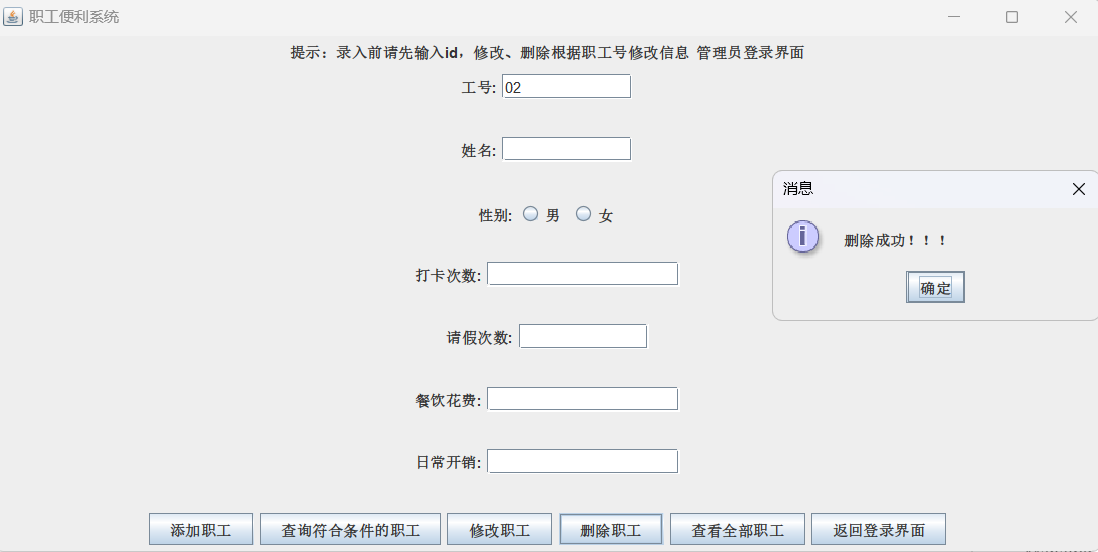 职工便利系统
提示：录入前请先输入id，修改、删除根据职工号修改信息 管理员登录界面
工号: 02
姓名:
消息
性别: 男 女
删除成功！！！
打卡次数:
确定
请假次数:
餐饮花费:
日常开销:
添加职工 查询符合条件的职工 修改职工 删除职工 查看全部职工 返回登录界面